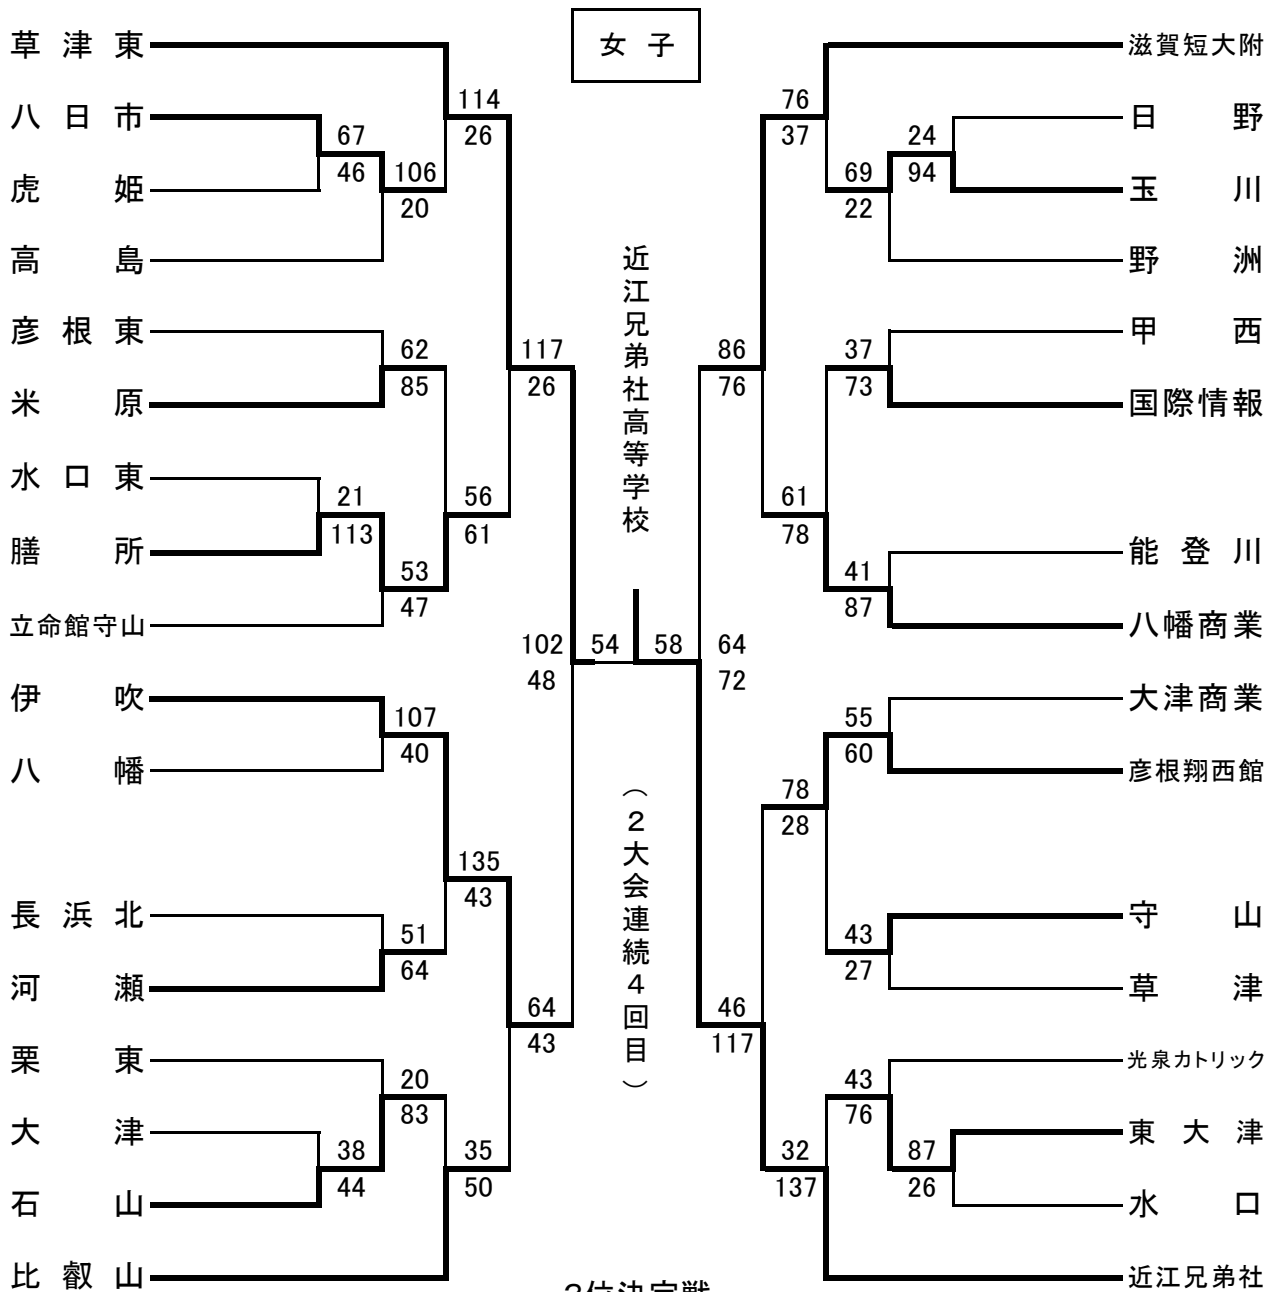 女子
草津東
八日市
虎姫
高島
彦根東
米原
水口東
膳所
立命館守山
伊吹
八幡
長浜北
河瀬
栗東
大津
石山
比叡山
67
46
106
20
114
26
62
85
21
113
53
47
56
61
117
26
107
40
51
64
135
43
38
44
20
83
35
50
64
43
102
48
54
58
近江兄弟社高等学校
（２大会連続４回目）
64
72
86
76
76
37
69
22
24
94
37
73
61
78
41
87
55
60
78
28
43
27
46
117
43
76
87
26
32
137
滋賀短大附
日野
玉川
野洲
甲西
国際情報
能登川
八幡商業
大津商業
彦根翔西館
守山
草津
光泉カトリック
東大津
水口
近江兄弟社